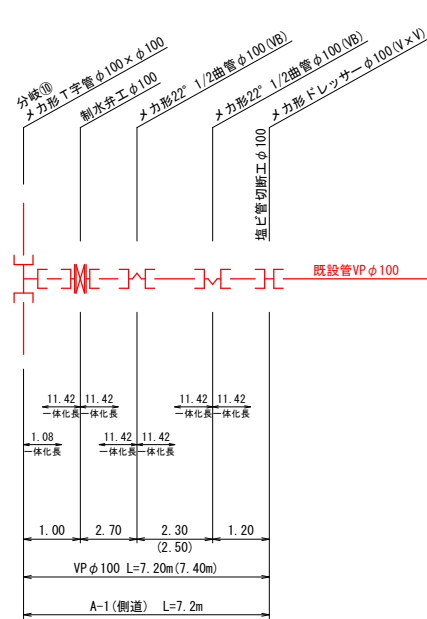 分岐⑩
メカ形T字管φ100×φ100
制水弁工φ100
メカ形22° 1/2曲管φ100(VB)
メカ形22° 1/2曲管φ100(VB)
塩ビ管切断工φ100
メカ形ドレッサーφ100(V×V)
既設管VPφ100
11.42 11.42 11.42 11.42
一体化長 一体化長 一体化長 一体化長
1.08 11.42 11.42
一体化長 一体化長 一体化長
1.00 2.70 2.30 1.20
(2.50)
VPφ100 L=7.20m(7.40m)
A-1(側道) L=7.2m